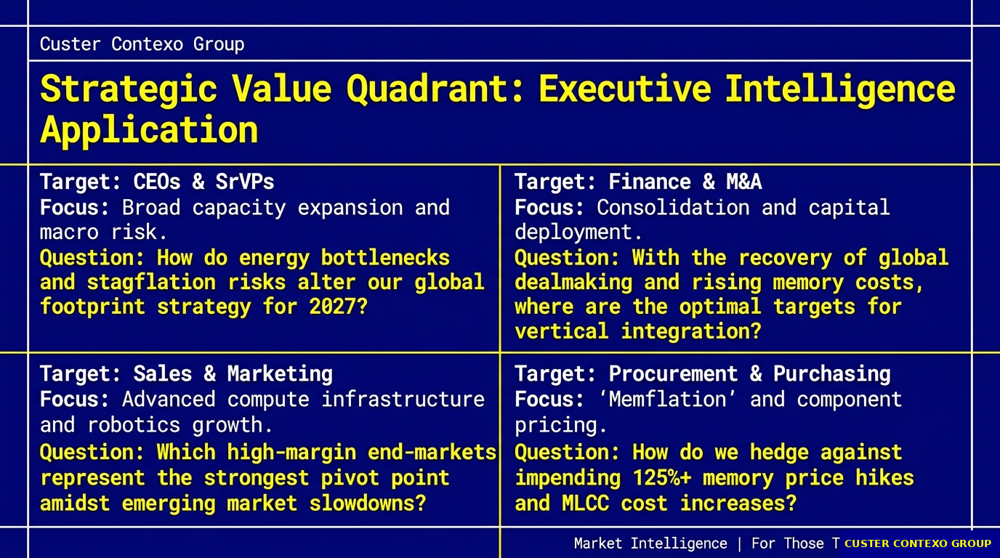 Custer Contexo Group
Strategic Value Quadrant: Executive Intelligence
Application
Target: CEOs & SrVPs
Focus: Broad capacity expansion and
macro risk.
Question: How do energy bottlenecks
and stagflation risks alter our global
footprint strategy for 2027?
Target: Finance & M&A
Focus: Consolidation and capital
deployment.
Question: With the recovery of global
dealmaking and rising memory costs,
where are the optimal targets for
vertical integration?
Target: Sales & Marketing
Focus: Advanced compute infrastructure
and robotics growth.
Question: Which high-margin end-markets
represent the strongest pivot point
amidst emerging market slowdowns?
Target: Procurement & Purchasing
Focus: ‘Memflation’ and component
pricing.
Question: How do we hedge against
impending 125%+ memory price hikes
and MLCC cost increases?
Market Intelligence | For Those T
CUSTER CONTEXO GROUP